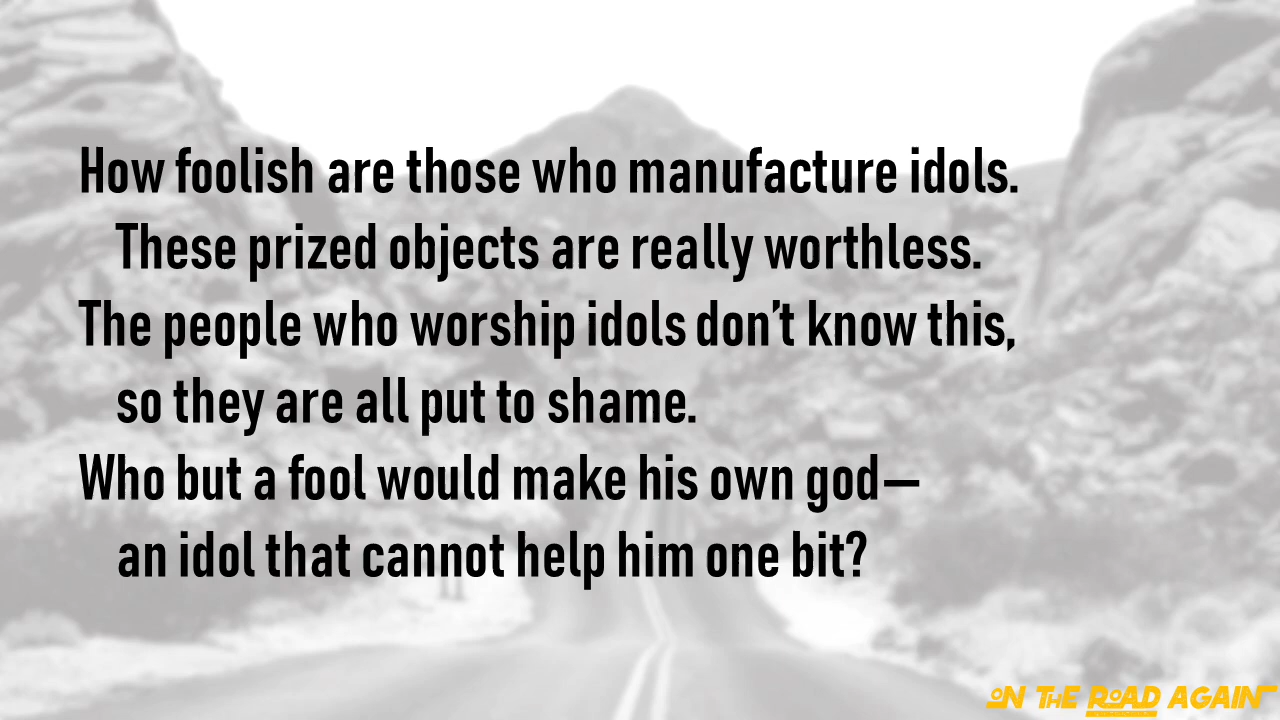 How foolish are those who manufacture idols.
These prized objects are really worthless.
The people who worship idols don’t know this,
so they are all put to shame.
Who but a fool would make his own god—
an idol that cannot help him one bit?
ON THE ROAD AGAIN